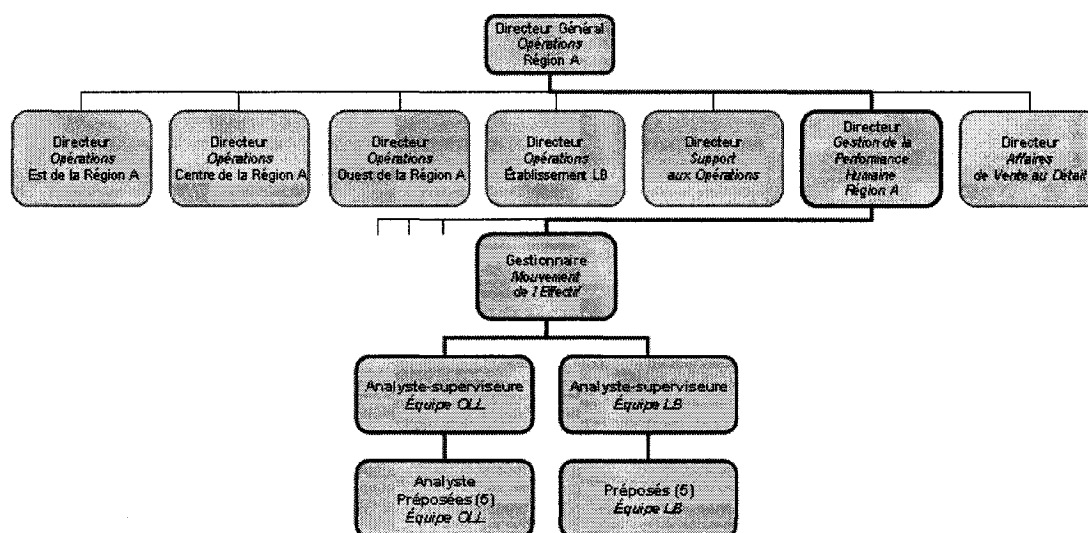 Directeur Général
Opérations
Région A
Directeur
Opérations
Est de la Région A
Directeur
Opérations
Centre de la Région A
Directeur
Opérations
Ouest de la Région A
Directeur
Opérations
Établissement LB
Directeur
Support
aux Opérations
Directeur
Gestion de la
Performance
Humaine
Région A
Directeur
Affaires
de Vente au Détail
Gestionnaire
Mouvement
de l'Effectif
Analyste-superviseure
Équipe OLL
Analyste-superviseure
Équipe LB
Analyste
Préposées (5)
Équipe OLL
Préposés (5)
Équipe LB